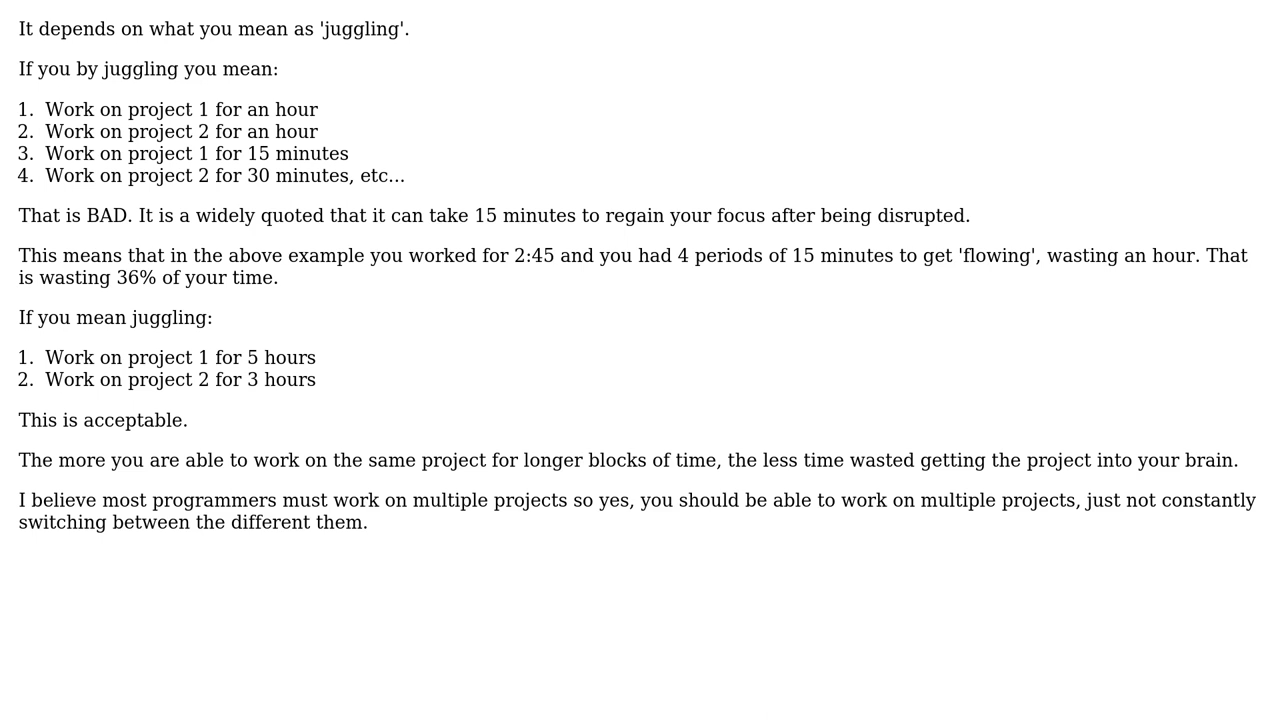 It depends on what you mean as 'juggling'.
If you by juggling you mean:
1. Work on project 1 for an hour
2. Work on project 2 for an hour
3. Work on project 1 for 15 minutes
4. Work on project 2 for 30 minutes, etc...
That is BAD. It is a widely quoted that it can take 15 minutes to regain your focus after being disrupted.
This means that in the above example you worked for 2:45 and you had 4 periods of 15 minutes to get 'flowing', wasting an hour. That
is wasting 36% of your time.
If you mean juggling:
1. Work on project 1 for 5 hours
2. Work on project 2 for 3 hours
This is acceptable.
The more you are able to work on the same project for longer blocks of time, the less time wasted getting the project into your brain.
I believe most programmers must work on multiple projects so yes, you should be able to work on multiple projects, just not constantly
switching between the different them.